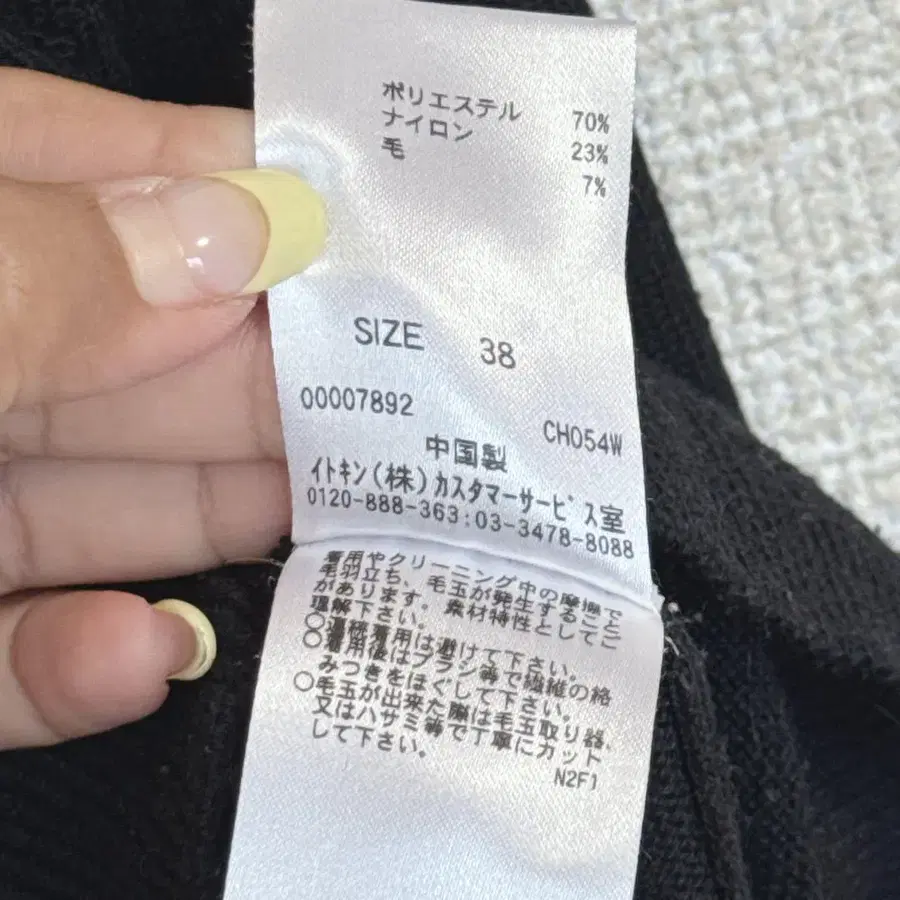 ポリエステル 70%
ナイロン 23%
毛 7%
SIZE 38
00007892 CH054W
中国製
イトキン(株)カスタマーサービス室
0120-888-363:03-3478-8088
着用やクリーニング中の摩擦で
毛羽立ち、毛玉が発生すること
があります。素材特性としてご
理解下さい。
○連続着用は避けて下さい。
○着用後はブラシ等で繊維の絡
みつきをほぐして下さい。
○毛玉が出来た際は毛玉取り器、
又はハサミ等で丁寧にカット
して下さい。
N2F1